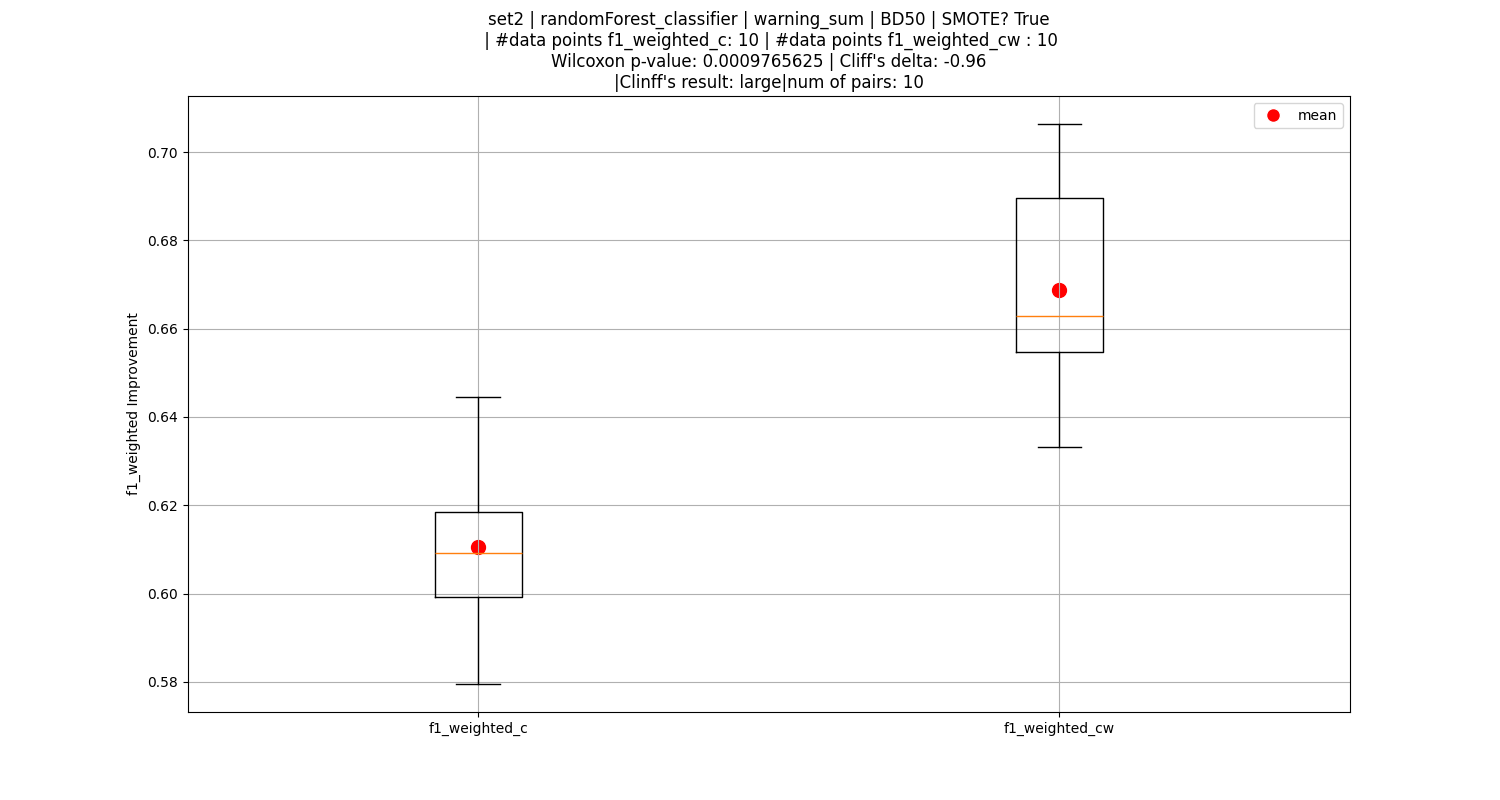 set2 | randomForest_classifier | warning_sum | BD50 | SMOTE? True
| #data points f1_weighted_c: 10 | #data points f1_weighted_cw : 10
Wilcoxon p-value: 0.0009765625 | Cliff's delta: -0.96
|Clinff's result: large|num of pairs: 10
mean
0.70
0.68
0.66
0.64
0.62
0.60
0.58
f1_weighted Improvement
f1_weighted_c
f1_weighted_cw